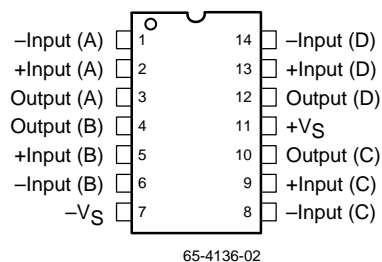 –Input (A) 1 14 –Input (D)
+Input (A) 2 13 +Input (D)
Output (A) 3 12 Output (D)
Output (B) 4 11 +VS
+Input (B) 5 10 Output (C)
–Input (B) 6 9 +Input (C)
–VS 7 8 –Input (C)
65-4136-02